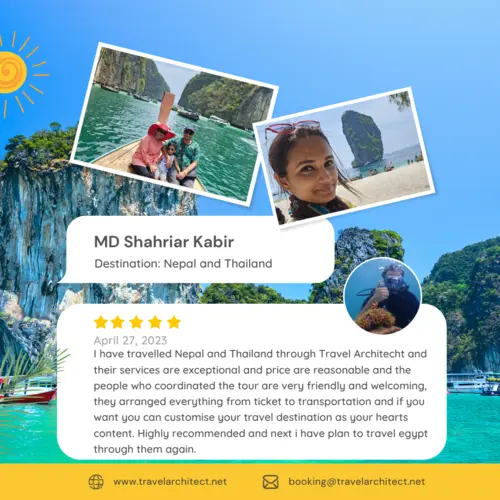 MD Shahriar Kabir
Destination: Nepal and Thailand
April 27, 2023
I have travelled Nepal and Thailand through Travel Architecht and
their services are exceptional and price are reasonable and the
people who coordinated the tour are very friendly and welcoming,
they arranged everything from ticket to transportation and if you
want you can customise your travel destination as your hearts
content. Highly recommended and next i have plan to travel egypt
through them again.
www.travelarchitect.net
booking@travelarchitect.net